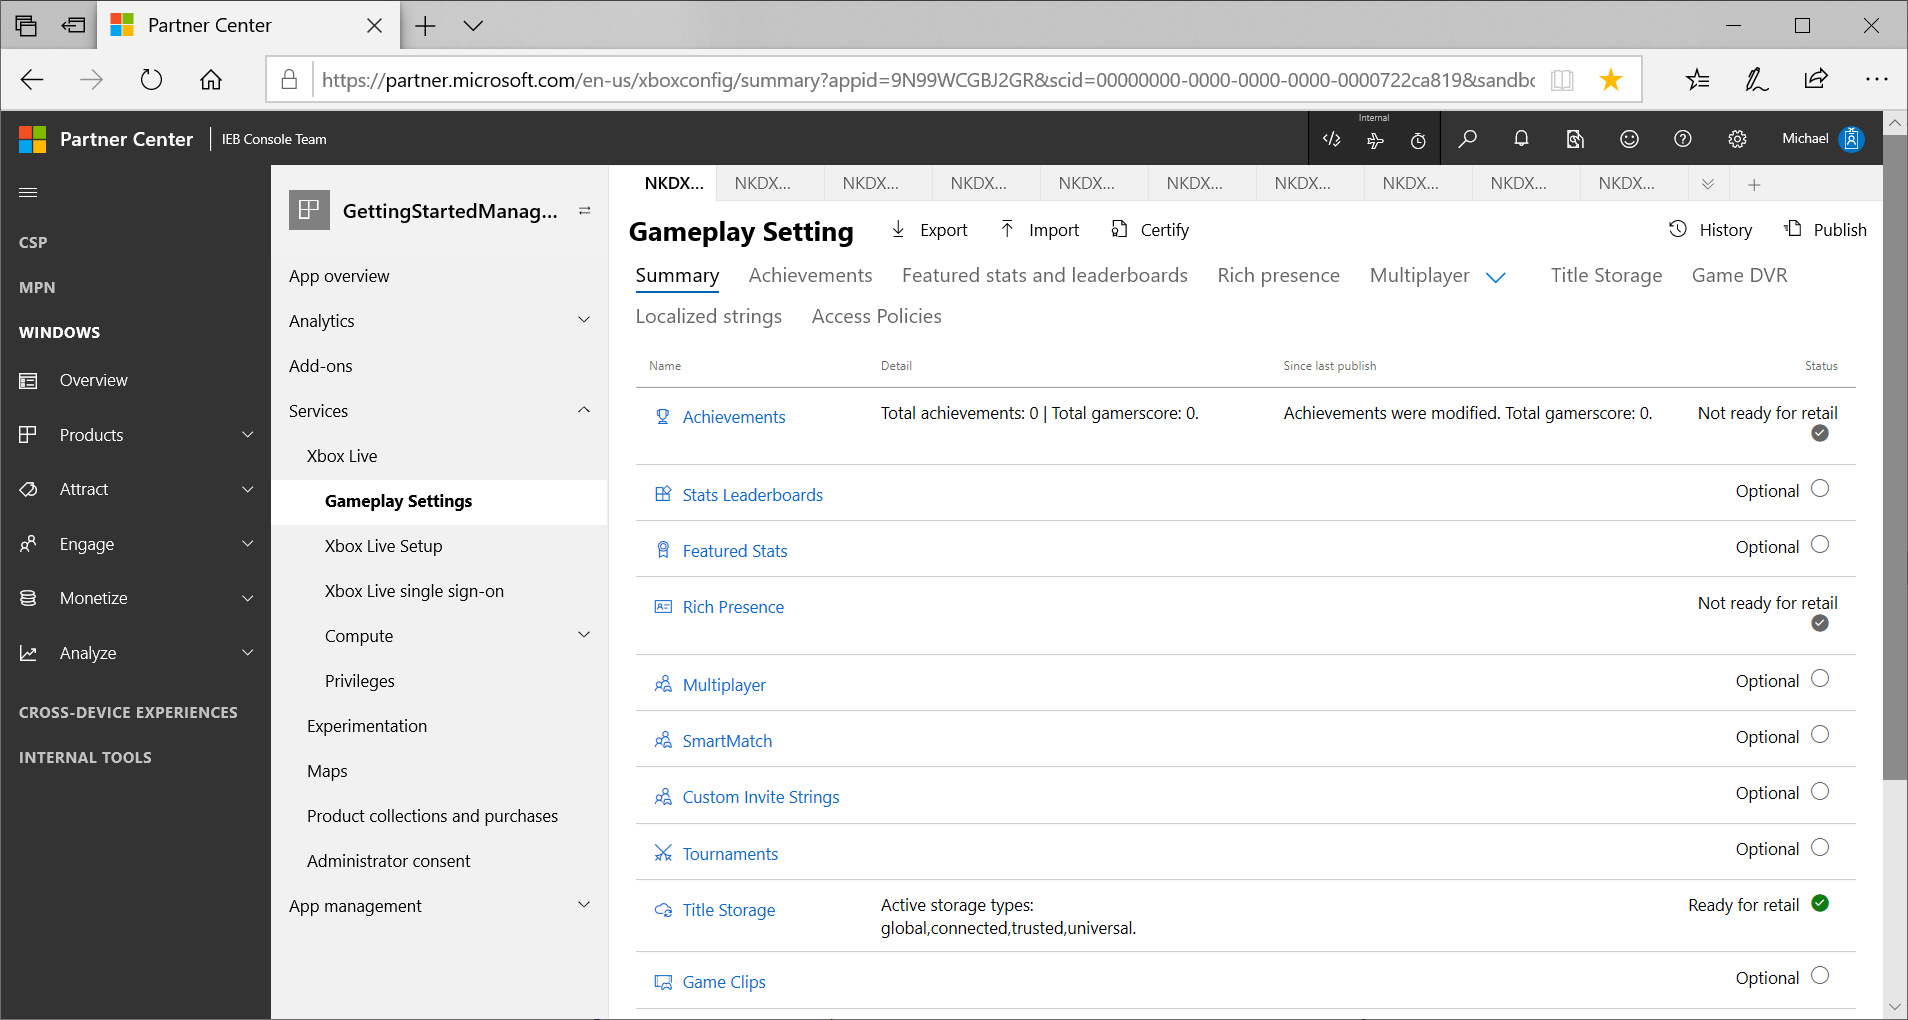 Partner Center
https://partner.microsoft.com/en-us/xboxconfig/summary?appid=9N99WCGBJ2GR&scid=00000000-0000-0000-0000-0000722ca819&sandbo
Partner Center
IEB Console Team
Internal
Michael
CSP
MPN
WINDOWS
Overview
Products
Attract
Engage
Monetize
Analyze
CROSS-DEVICE EXPERIENCES
INTERNAL TOOLS
GettingStartedManag...
App overview
Analytics
Add-ons
Services
Xbox Live
Gameplay Settings
Xbox Live Setup
Xbox Live single sign-on
Compute
Privileges
Experimentation
Maps
Product collections and purchases
Administrator consent
App management
NKDX... NKDX... NKDX... NKDX... NKDX... NKDX... NKDX... NKDX... NKDX... NKDX...
Gameplay Setting Export Import Certify History Publish
Summary Achievements Featured stats and leaderboards Rich presence Multiplayer Title Storage Game DVR
Localized strings Access Policies
Name Detail Since last publish Status
Achievements Total achievements: 0 | Total gamerscore: 0. Achievements were modified. Total gamerscore: 0. Not ready for retail
Stats Leaderboards Optional
Featured Stats Optional
Rich Presence Not ready for retail
Multiplayer Optional
SmartMatch Optional
Custom Invite Strings Optional
Tournaments Optional
Title Storage Active storage types: Ready for retail
global,connected,trusted,universal.
Game Clips Optional